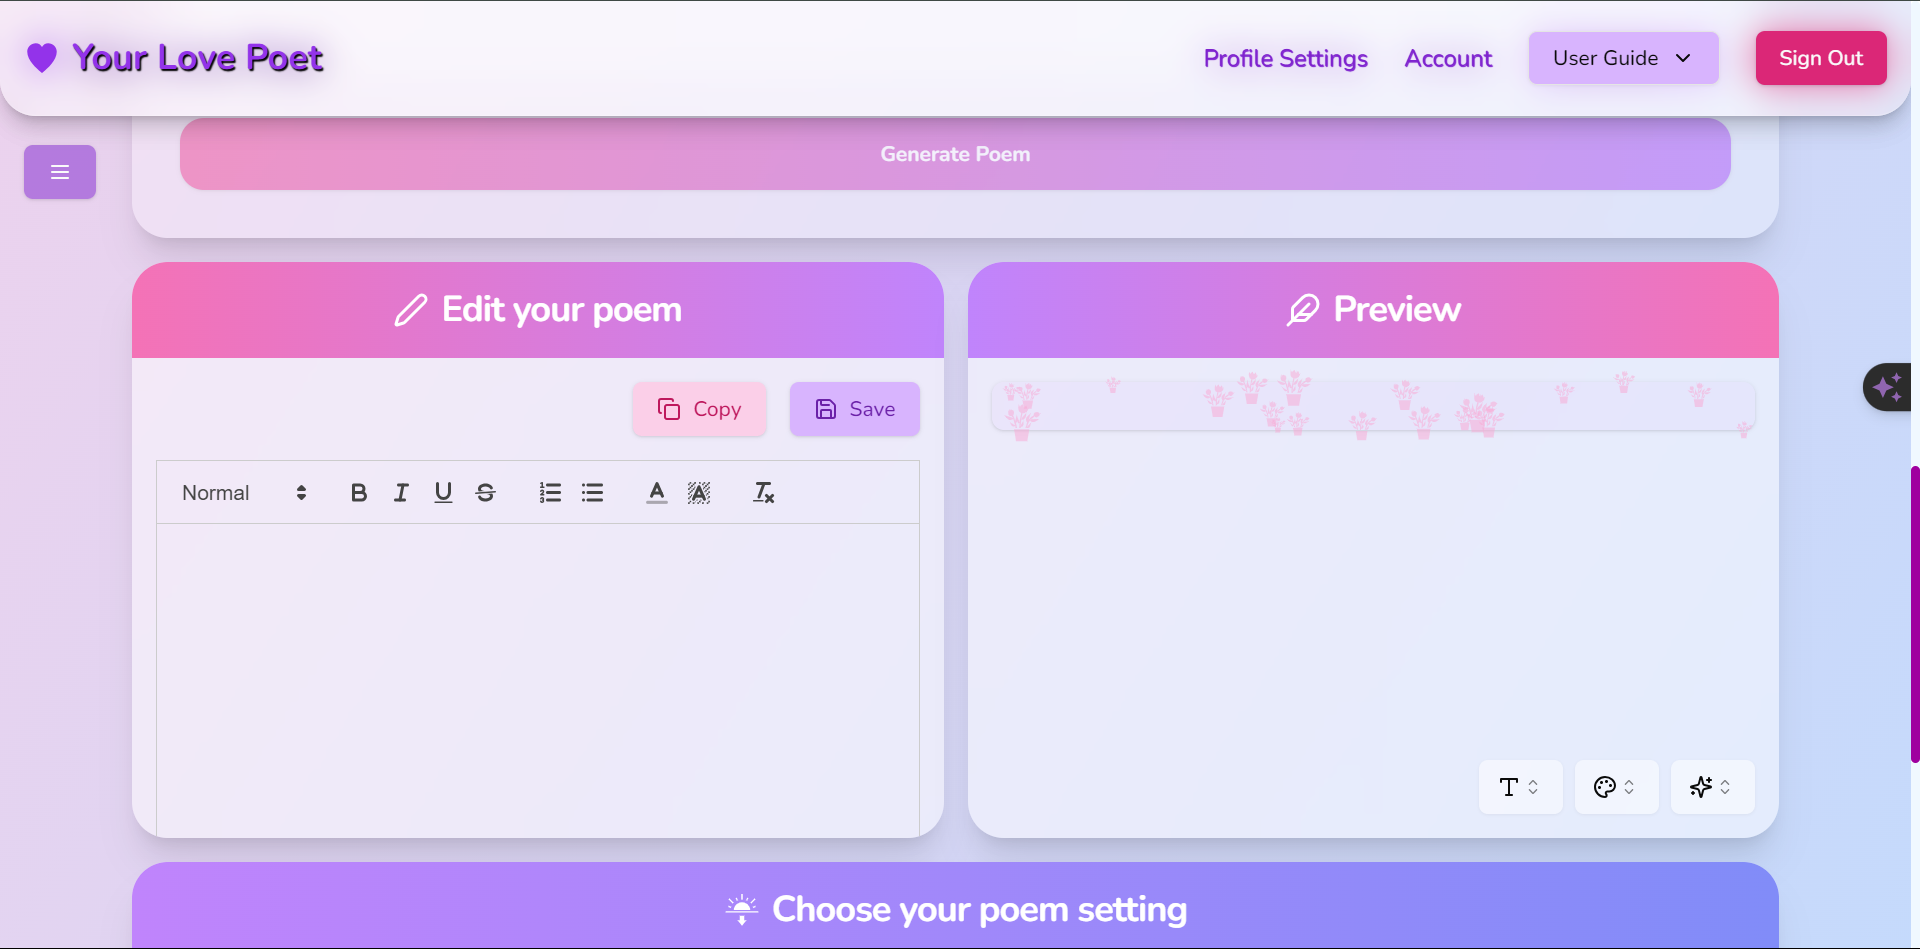 Your Love Poet
Profile Settings
Account
User Guide
Sign Out
Generate Poem
Edit your poem
Preview
Copy
Save
Normal
Choose your poem setting